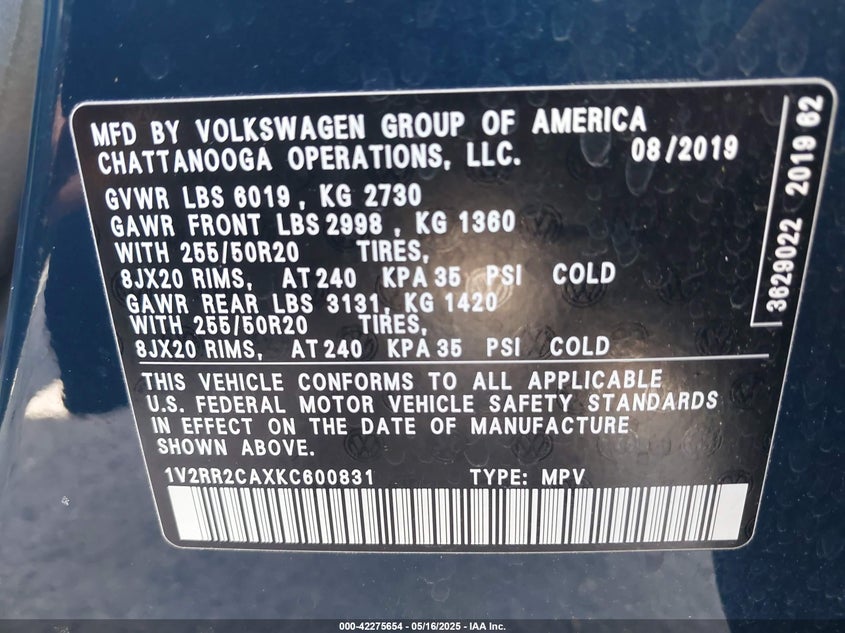 MFD BY VOLKSWAGEN GROUP OF AMERICA
CHATTANOOGA OPERATIONS, LLC. 08/2019
GVWR LBS 6019, KG 2730
GAWR FRONT LBS 2998, KG 1360
WITH 255/50R20 TIRES,
8JX20 RIMS, AT 240 KPA 35 PSI COLD
GAWR REAR LBS 3131, KG 1420
WITH 255/50R20 TIRES,
8JX20 RIMS, AT 240 KPA 35 PSI COLD
THIS VEHICLE CONFORMS TO ALL APPLICABLE
U.S. FEDERAL MOTOR VEHICLE SAFETY STANDARDS
IN EFFECT ON THE DATE OF MANUFACTURE
SHOWN ABOVE.
1V2RR2CAXKC600831 TYPE: MPV
3629022 2019 62
000-42275654 - 05/16/2025 - IAA Inc.